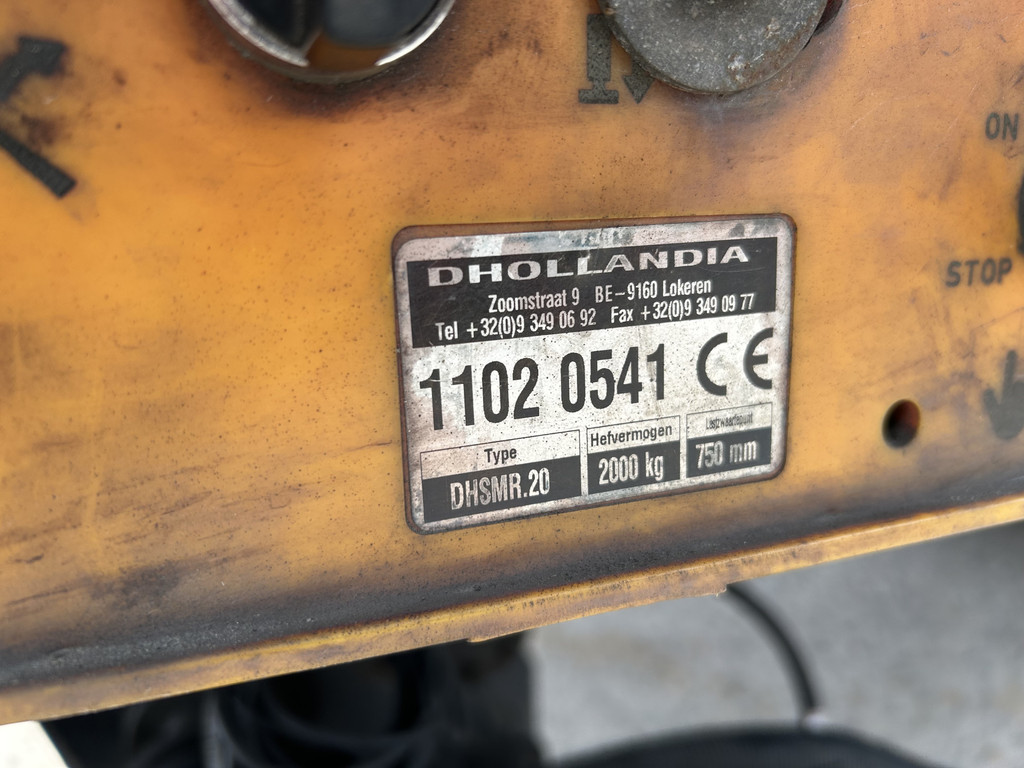 ON
STOP
DHOLLANDIA
Zoomstraat 9 BE-9160 Lokeren
Tel +32(0)9 349 06 92 Fax +32(0)9 349 09 77
1102 0541 CE
Type Hefvermogen Lastzwaartepunt
DHSMR.20 2000 kg 750 mm